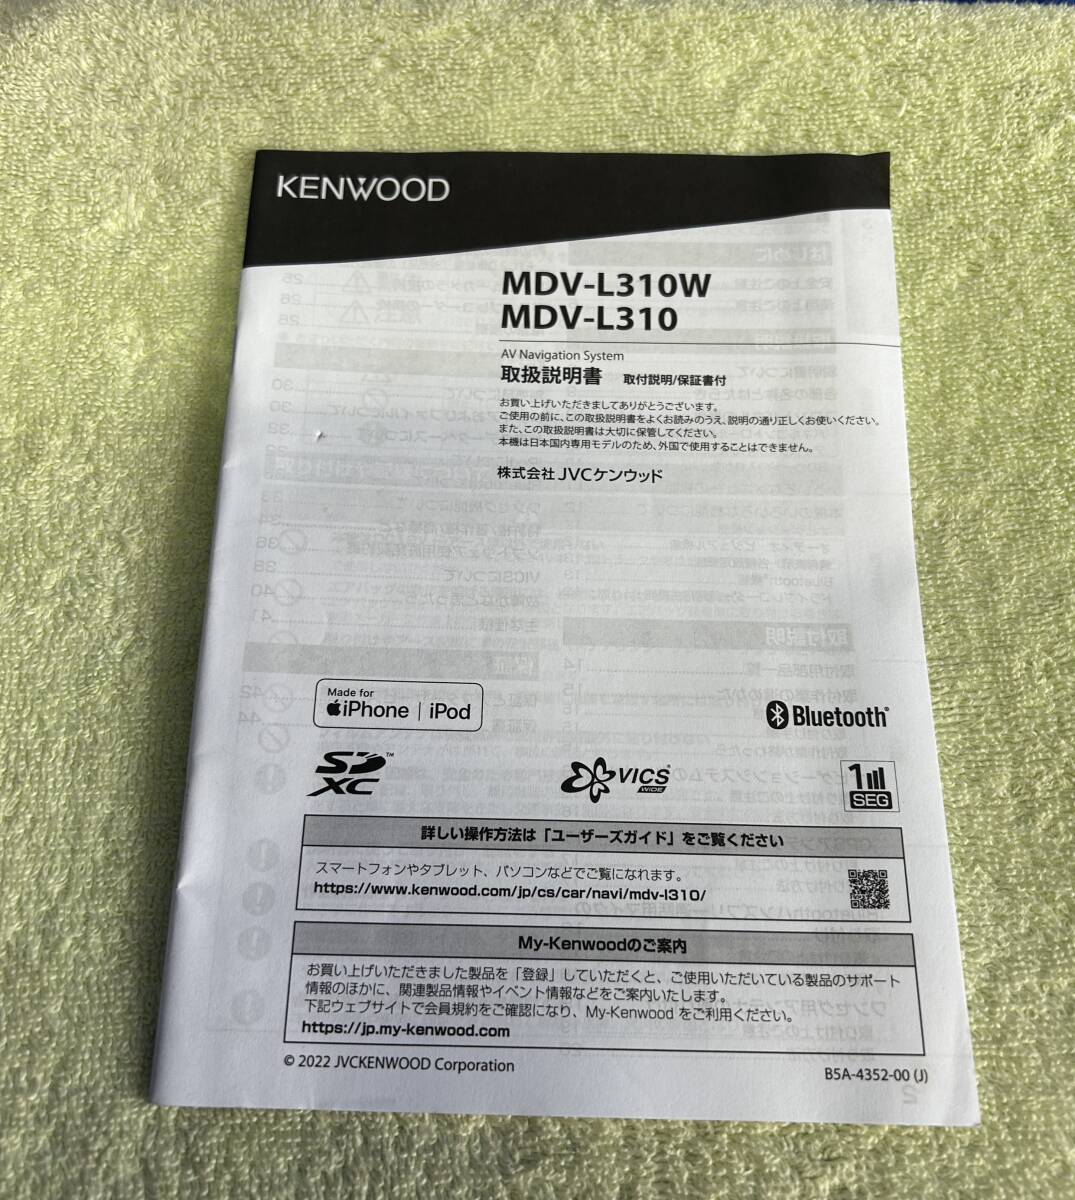 KENWOOD
MDV-L310W
MDV-L310
AV Navigation System
取扱説明書 取付説明/保証書付
お買い上げいただきましてありがとうございます。
ご使用の前に、この取扱説明書をよくお読みのうえ、説明の通り正しくお使いください。
また、この取扱説明書は大切に保管してください。
本機は日本国内専用モデルのため、外国で使用することはできません。
株式会社JVCケンウッド
Made for
iPhone | iPod
Bluetooth®
SD XC ™
VICS® WIDE
1 SEG
詳しい操作方法は「ユーザーズガイド」をご覧ください
スマートフォンやタブレット、パソコンなどでご覧になれます。
https://www.kenwood.com/jp/cs/car/navi/mdv-l310/
My-Kenwoodのご案内
お買い上げいただきました製品を「登録」していただくと、ご使用いただいている製品のサポート
情報のほかに、関連製品情報やイベント情報などをご案内いたします。
下記ウェブサイトで会員規約をご確認になり、My-Kenwood をご利用ください。
https://jp.my-kenwood.com
© 2022 JVCKENWOOD Corporation
B5A-4352-00 (J)